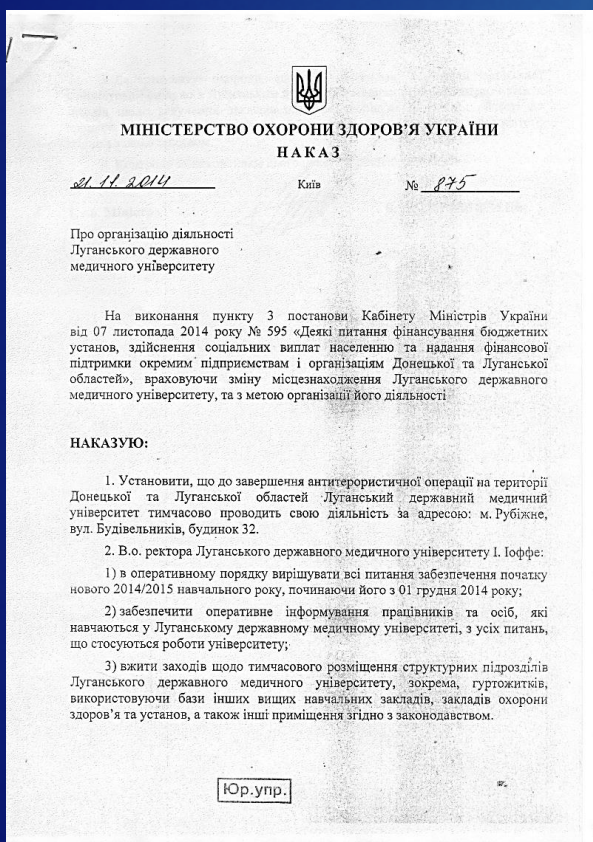 МІНІСТЕРСТВО ОХОРОНИ ЗДОРОВ’Я УКРАЇНИ
НАКАЗ
21.11.2014 Київ № 875
Про організацію діяльності
Луганського державного
медичного університету
На виконання пункту 3 постанови Кабінету Міністрів України
від 07 листопада 2014 року № 595 «Деякі питання фінансування бюджетних
установ, здійснення соціальних виплат населенню та надання фінансової
підтримки окремим підприємствам і організаціям Донецької та Луганської
областей», враховуючи зміну місцезнаходження Луганського державного
медичного університету, та з метою організації його діяльності
НАКАЗУЮ:
1. Установити, що до завершення антитерористичної операції на території
Донецької та Луганської областей Луганський державний медичний
університет тимчасово проводить свою діяльність за адресою: м. Рубіжне,
вул. Будівельників, будинок 32.
2. В.о. ректора Луганського державного медичного університету І. Іоффе:
1) в оперативному порядку вирішувати всі питання забезпечення початку
нового 2014/2015 навчального року, починаючи його з 01 грудня 2014 року;
2) забезпечити оперативне інформування працівників та осіб, які
навчаються у Луганському державному медичному університеті, з усіх питань,
що стосуються роботи університету;
3) вжити заходів щодо тимчасового розміщення структурних підрозділів
Луганського державного медичного університету, зокрема, гуртожитків,
використовуючи бази інших вищих навчальних закладів, закладів охорони
здоров’я та установ, а також інші приміщення згідно з законодавством.
Юр.упр.